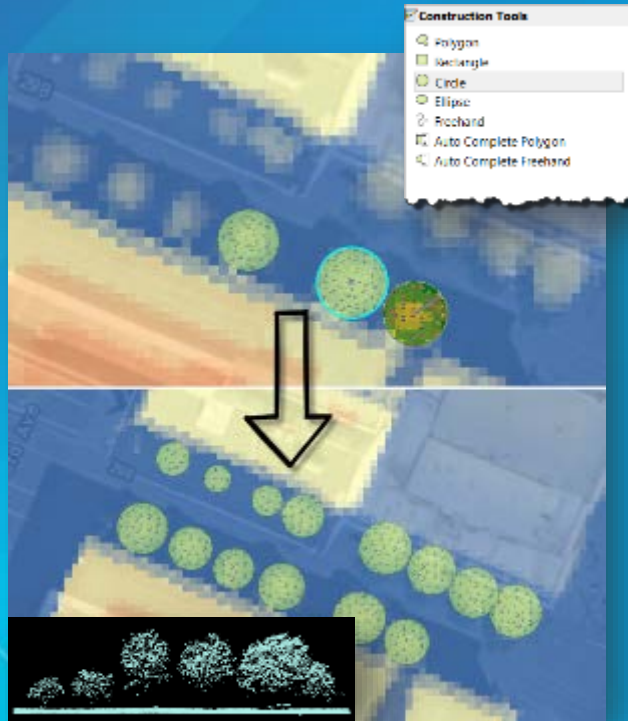 Construction Tools
Polygon
Rectangle
Circle
Ellipse
Freehand
Auto Complete Polygon
Auto Complete Freehand